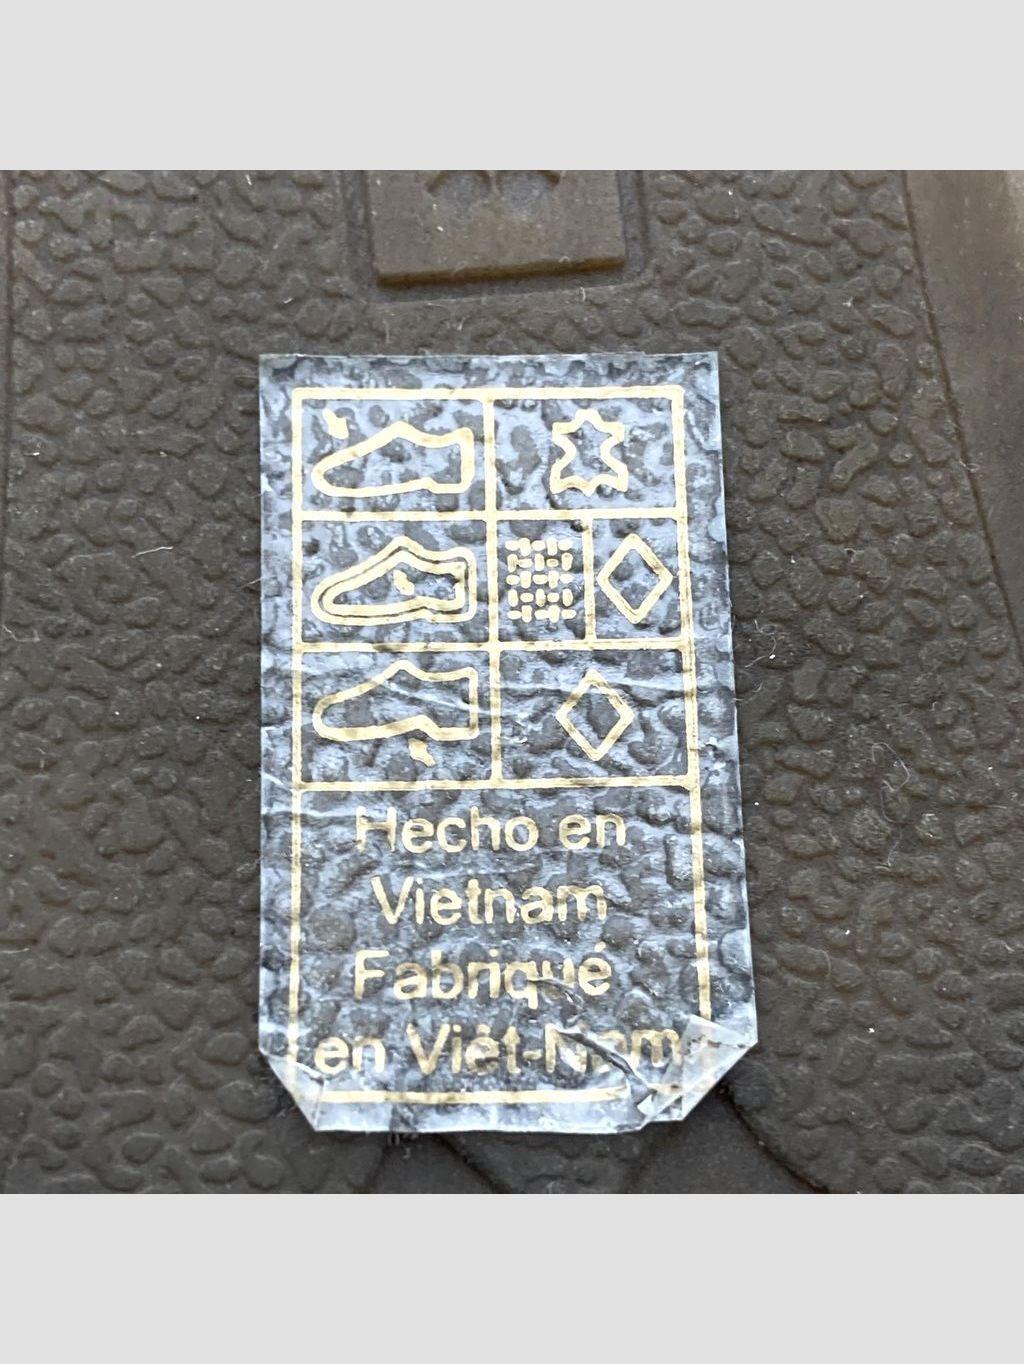 Hecho en
Vietnam
Fabriqué
en Viêt-Nam